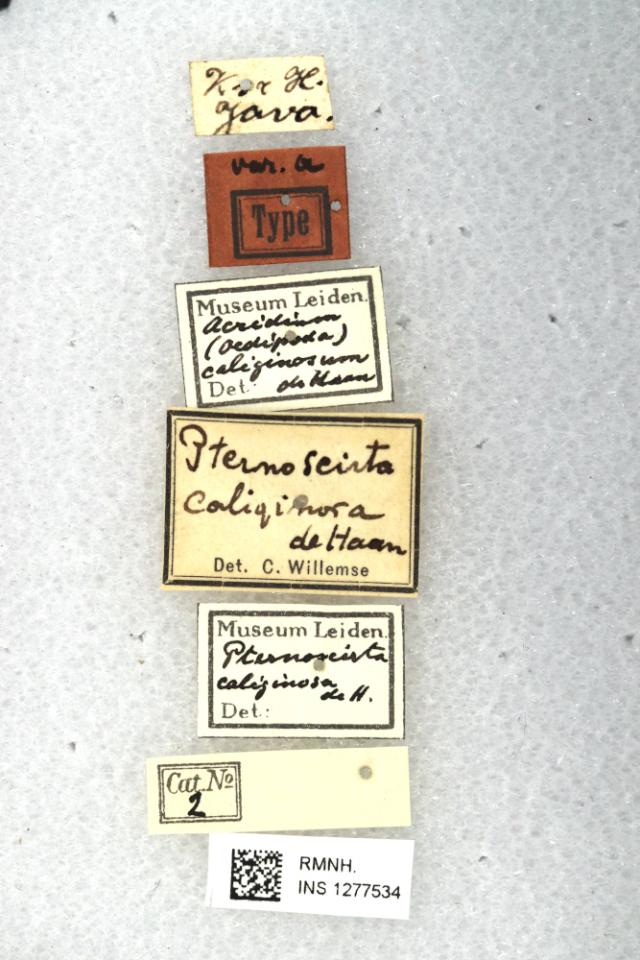 K. x H.
Java.
var. a
Type
Museum Leiden.
Acridium
(Oedipoda)
caliginosum
Det: de Haan
Pternoscirta
caliginosa
de Haan
Det. C. Willemse
Museum Leiden.
Pternoscirta
caliginosa
de H.
Det.:
Cat. No
2
RMNH.
INS 1277534